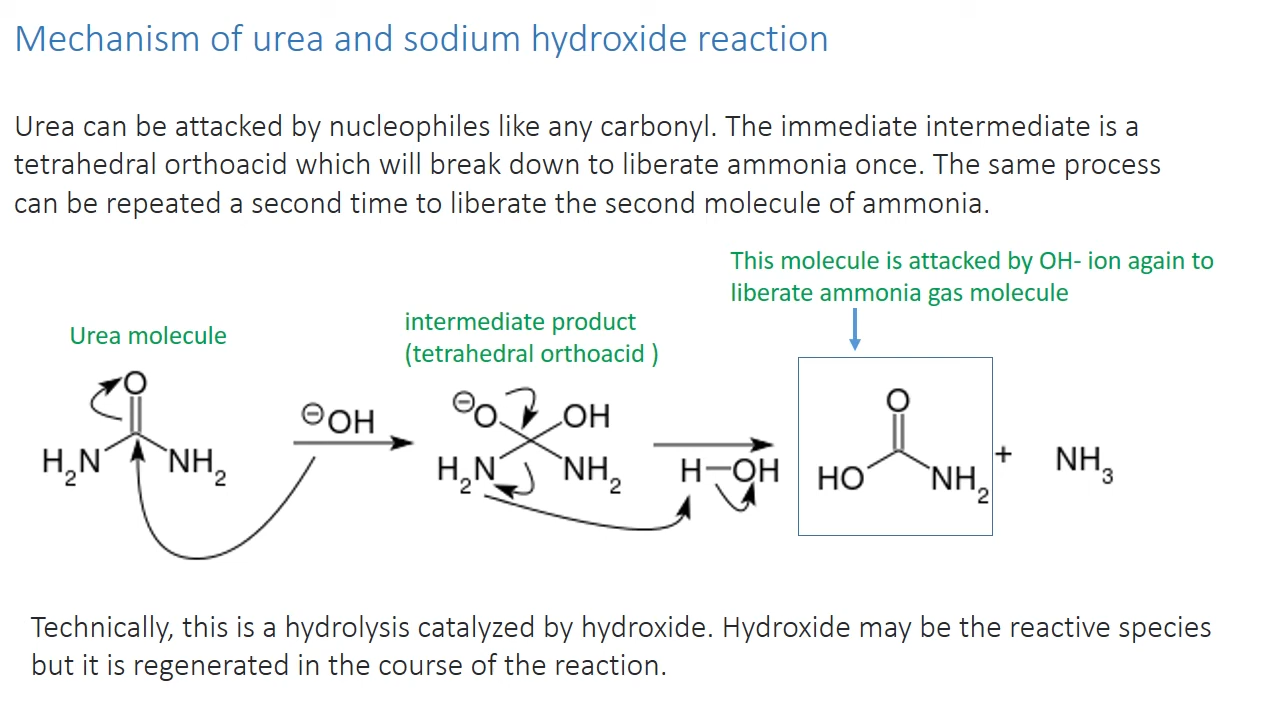 Mechanism of urea and sodium hydroxide reaction
Urea can be attacked by nucleophiles like any carbonyl. The immediate intermediate is a
tetrahedral orthoacid which will break down to liberate ammonia once. The same process
can be repeated a second time to liberate the second molecule of ammonia.
This molecule is attacked by OH- ion again to
liberate ammonia gas molecule
Urea molecule
intermediate product
(tetrahedral orthoacid )
O
H₂N NH₂
⊖OH
⊖O OH
H₂N NH₂
H–OH
O
HO NH₂
+ NH₃
Technically, this is a hydrolysis catalyzed by hydroxide. Hydroxide may be the reactive species
but it is regenerated in the course of the reaction.